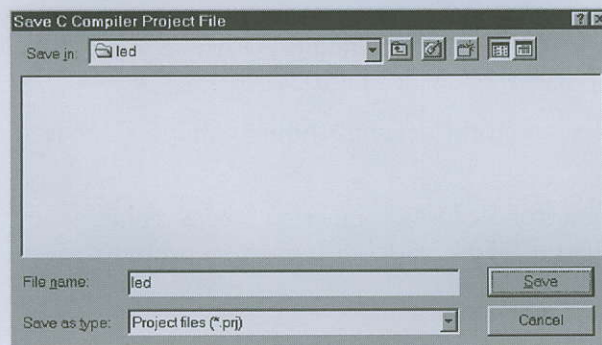 Save C Compiler Project File
Save in: led
File name: led
Save
Save as type: Project files (*.prj)
Cancel